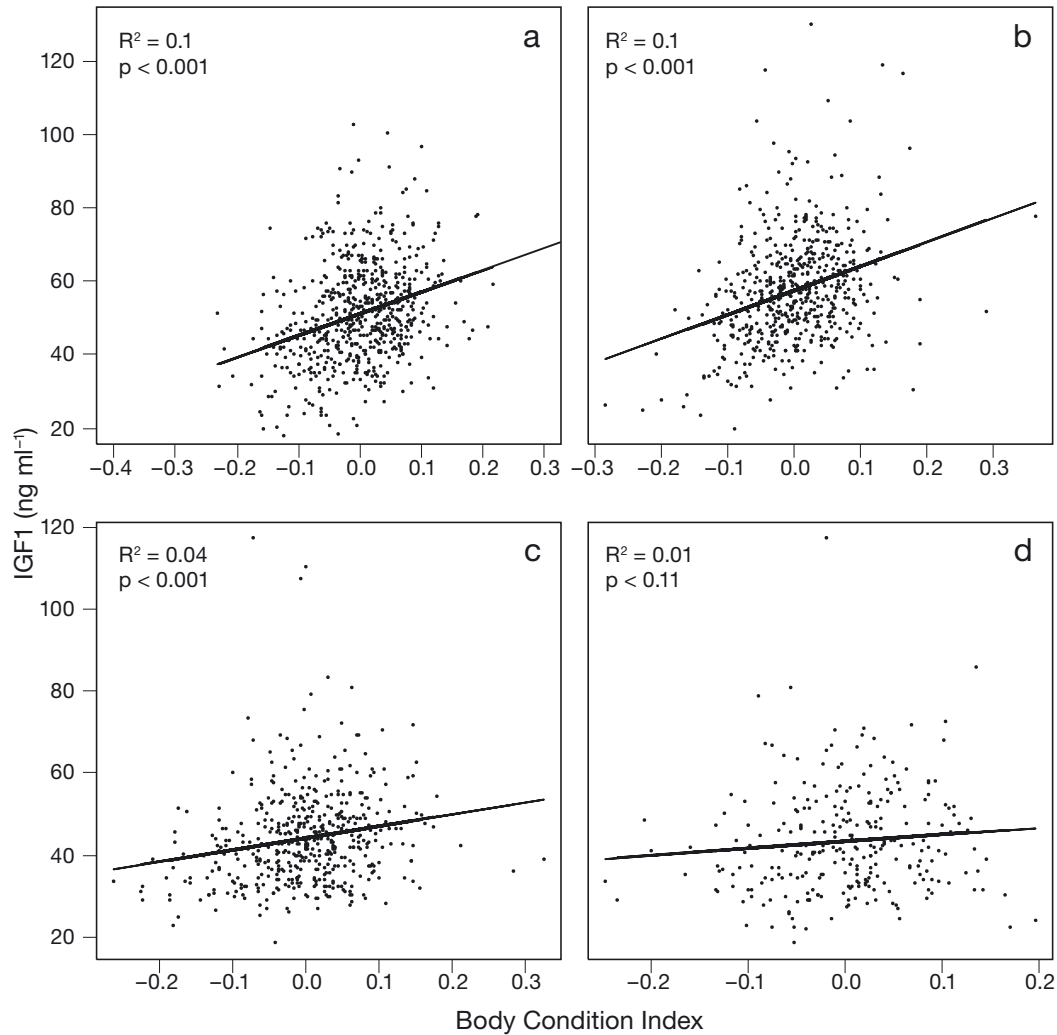 R² = 0.1
p < 0.001
a
R² = 0.1
p < 0.001
b
120
100
80
60
40
20
−0.4 −0.3 −0.2 −0.1 0.0 0.1 0.2 0.3
−0.3 −0.2 −0.1 0.0 0.1 0.2 0.3
IGF1 (ng ml⁻¹)
R² = 0.04
p < 0.001
c
R² = 0.01
p < 0.11
d
120
100
80
60
40
20
−0.2 −0.1 0.0 0.1 0.2 0.3
−0.2 −0.1 0.0 0.1 0.2
Body Condition Index